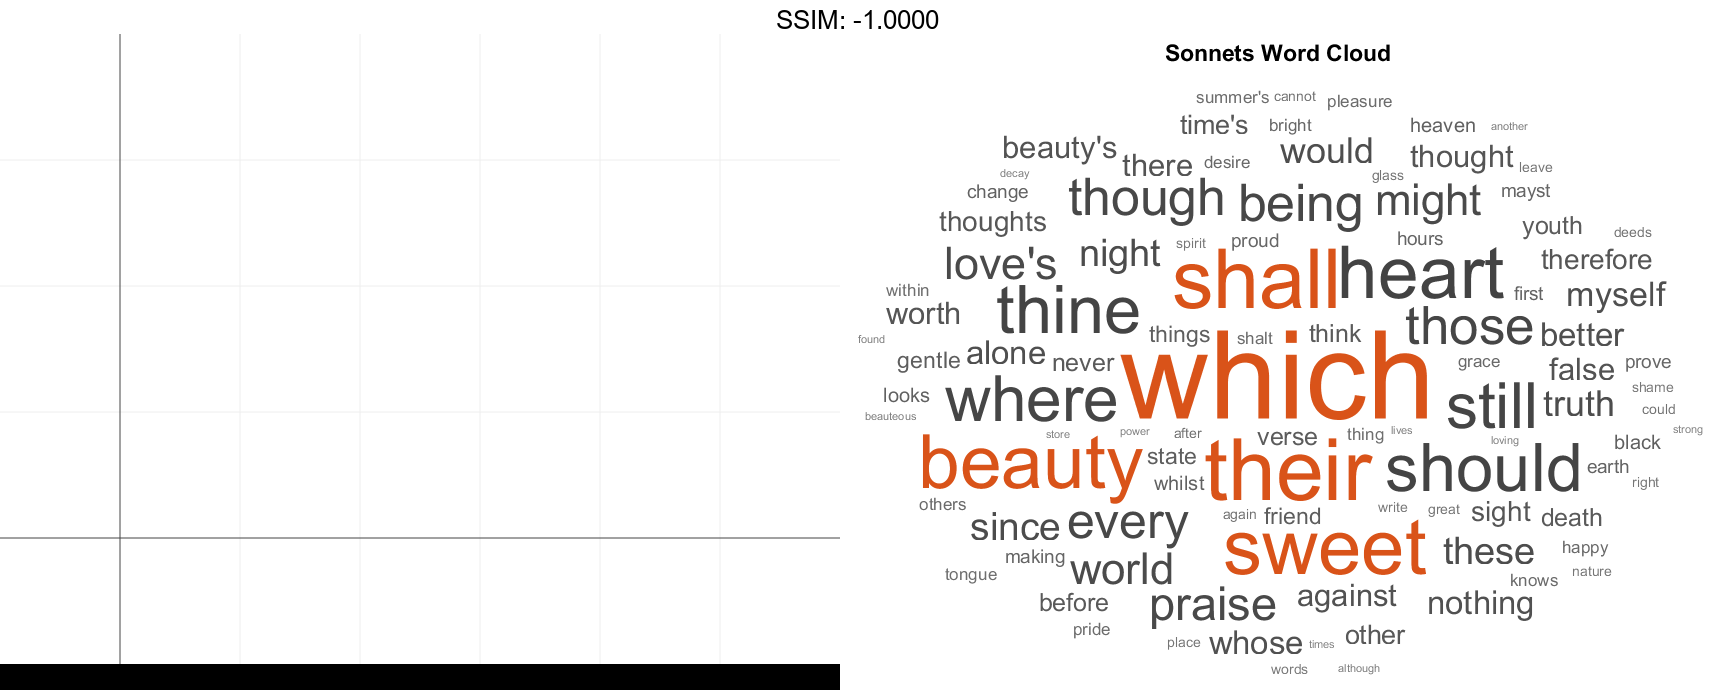 SSIM: -1.0000
Sonnets Word Cloud
summer's cannot pleasure
time's bright heaven another
beauty's there desire would thought leave
decay glass
change though being might mayst
thoughts youth deeds
love's night spirit proud hours therefore
shall heart
within first myself
worth thine those
found things shalt think better
gentle alone never grace false prove
which
looks where still truth shame
beauteous could
store power after verse thing lives loving black strong
beauty state their should earth
whilst right
others again friend write great sight death
since every
making sweet these happy
tongue world knows nature
before praise against nothing
pride place whose times other
words although